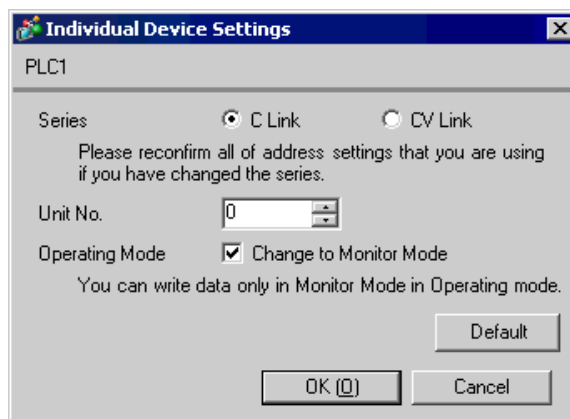 Individual Device Settings
PLC1
Series C Link CV Link
Please reconfirm all of address settings that you are using
if you have changed the series.
Unit No. 0
Operating Mode Change to Monitor Mode
You can write data only in Monitor Mode in Operating mode.
Default
OK (O) Cancel